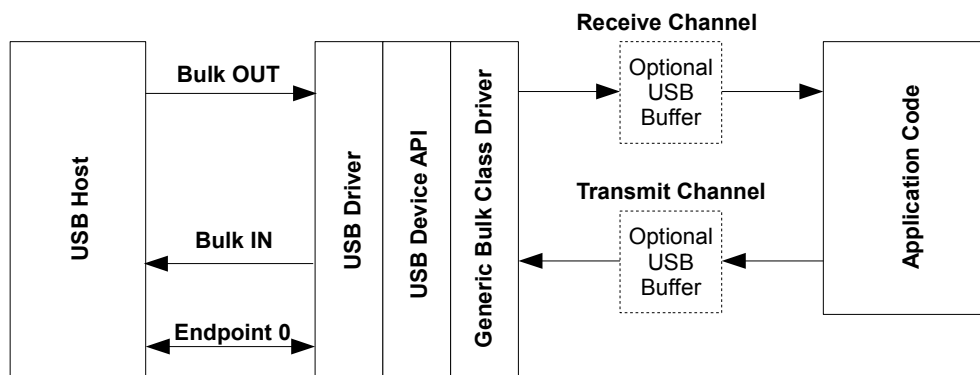 Receive Channel
Bulk OUT
Optional
USB
Buffer
USB Host
USB Driver
USB Device API
Generic Bulk Class Driver
Application Code
Transmit Channel
Bulk IN
Optional
USB
Buffer
Endpoint 0